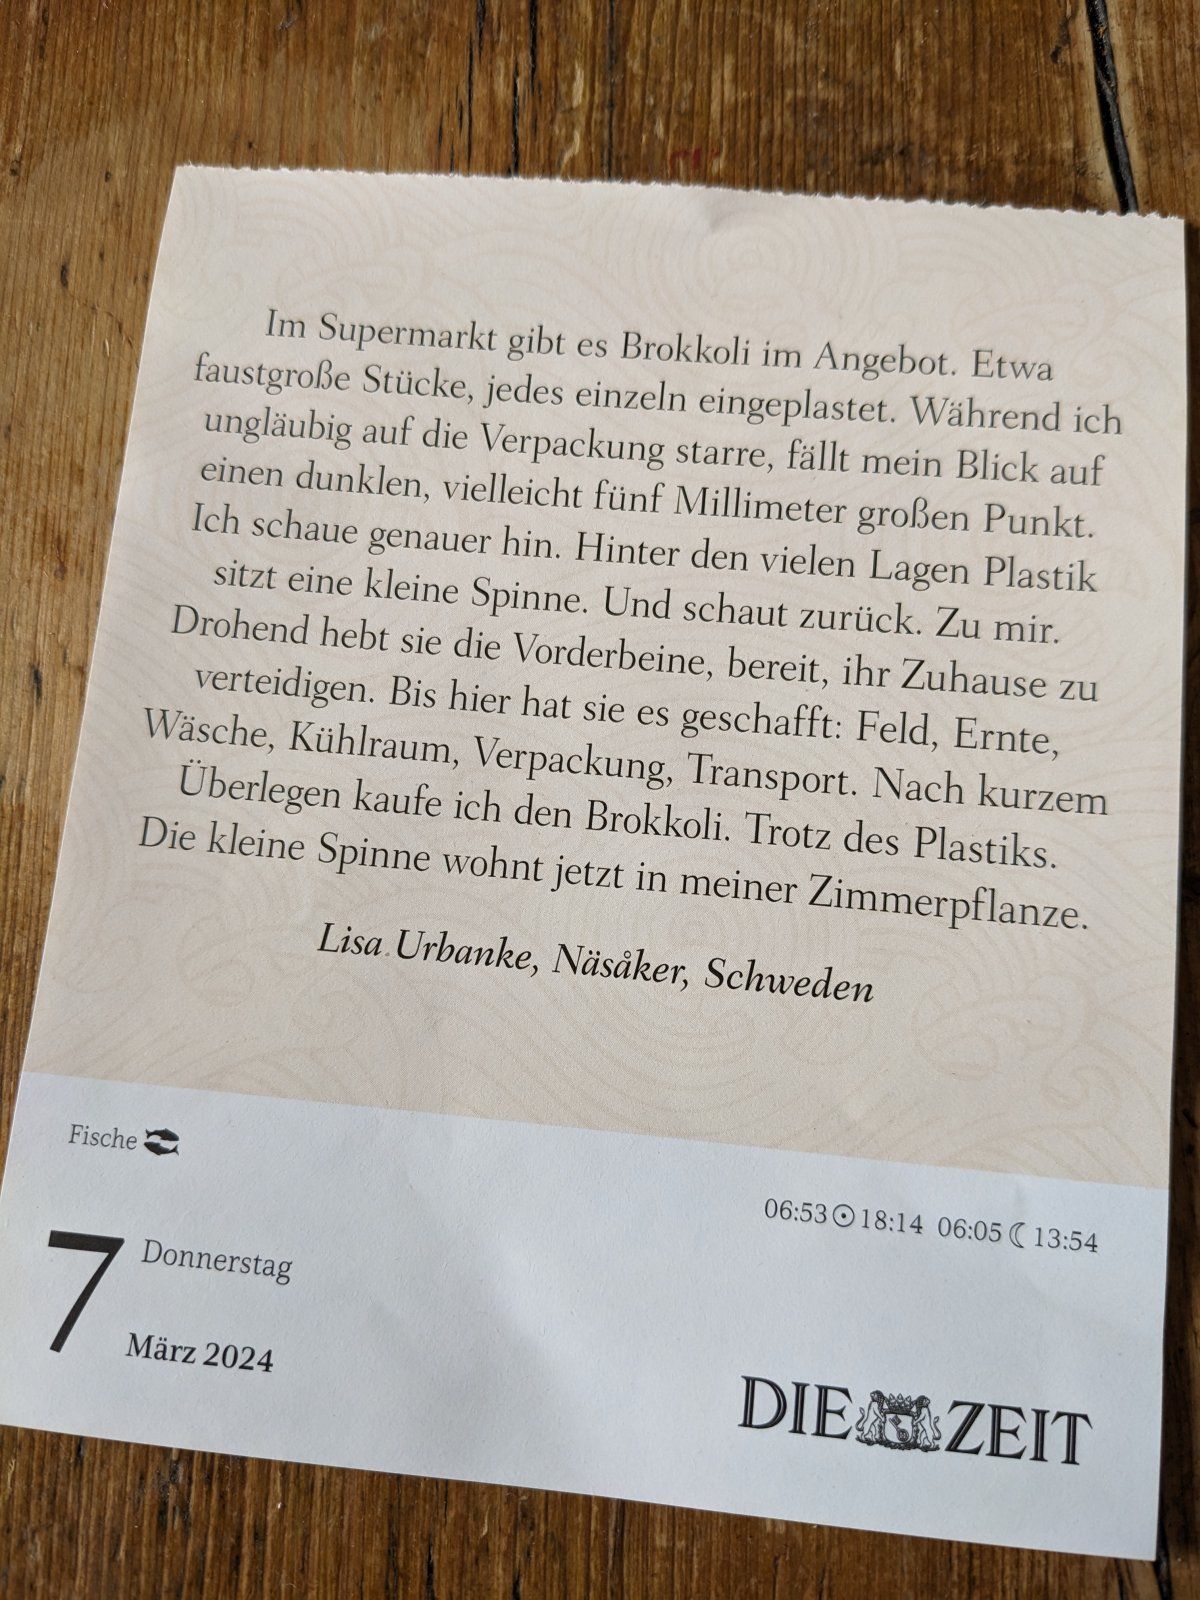 Im Supermarkt gibt es Brokkoli im Angebot. Etwa
faustgroße Stücke, jedes einzeln eingeplastet. Während ich
ungläubig auf die Verpackung starre, fällt mein Blick auf
einen dunklen, vielleicht fünf Millimeter großen Punkt.
Ich schaue genauer hin. Hinter den vielen Lagen Plastik
sitzt eine kleine Spinne. Und schaut zurück. Zu mir.
Drohend hebt sie die Vorderbeine, bereit, ihr Zuhause zu
verteidigen. Bis hier hat sie es geschafft: Feld, Ernte,
Wäsche, Kühlraum, Verpackung, Transport. Nach kurzem
Überlegen kaufe ich den Brokkoli. Trotz des Plastiks.
Die kleine Spinne wohnt jetzt in meiner Zimmerpflanze.
Lisa Urbanke, Näsåker, Schweden
Fische
06:53 ☉ 18:14 06:05 ☾ 13:54
7 Donnerstag
März 2024
DIE ZEIT